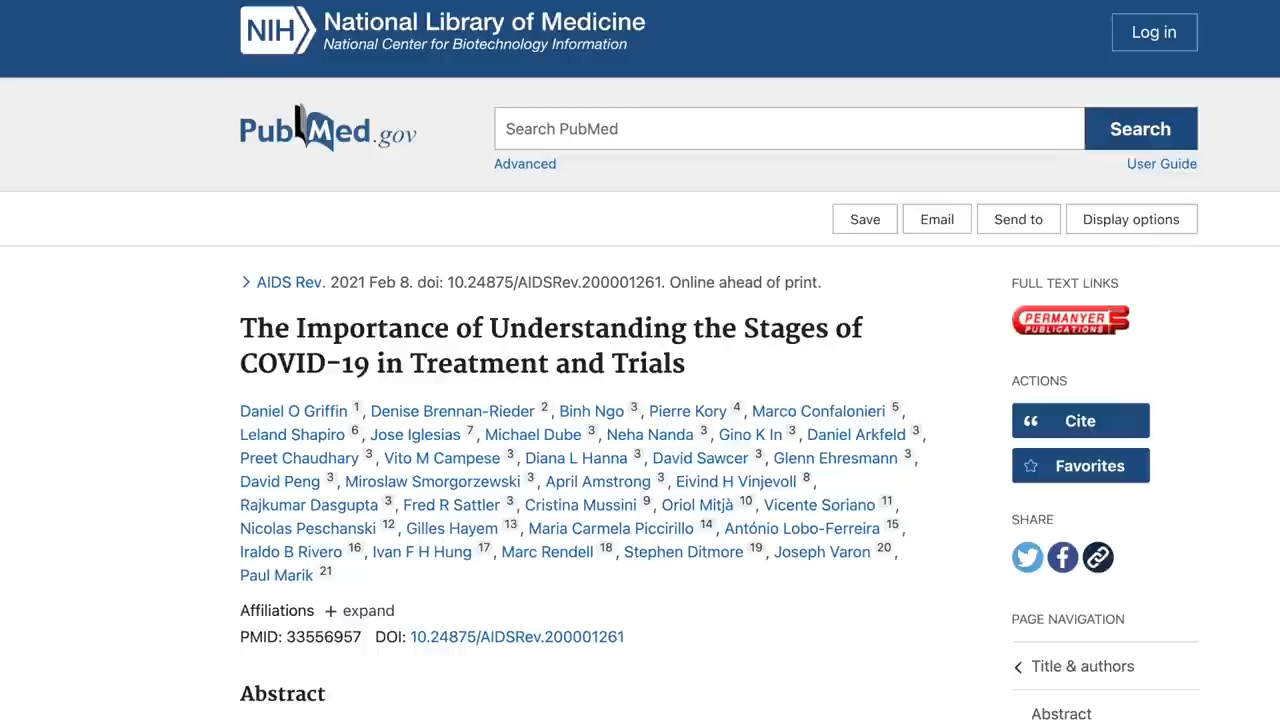 NIH National Library of Medicine
National Center for Biotechnology Information
Log in
PubMed.gov
Search PubMed
Search
Advanced
User Guide
Save
Email
Send to
Display options
AIDS Rev. 2021 Feb 8. doi: 10.24875/AIDSRev.200001261. Online ahead of print.
The Importance of Understanding the Stages of
COVID-19 in Treatment and Trials
Daniel O Griffin 1, Denise Brennan-Rieder 2, Binh Ngo 3, Pierre Kory 4, Marco Confalonieri 5,
Leland Shapiro 6, Jose Iglesias 7, Michael Dube 3, Neha Nanda 3, Gino K In 3, Daniel Arkfeld 3,
Preet Chaudhary 3, Vito M Campese 3, Diana L Hanna 3, David Sawcer 3, Glenn Ehresmann 3,
David Peng 3, Miroslaw Smorgorzewski 3, April Amstrong 3, Eivind H Vinjevoll 8,
Rajkumar Dasgupta 3, Fred R Sattler 3, Cristina Mussini 9, Oriol Mitjà 10, Vicente Soriano 11,
Nicolas Peschanski 12, Gilles Hayem 13, Maria Carmela Piccirillo 14, António Lobo-Ferreira 15,
Iraldo B Rivero 16, Ivan F H Hung 17, Marc Rendell 18, Stephen Ditmore 19, Joseph Varon 20,
Paul Marik 21
Affiliations + expand
PMID: 33556957 DOI: 10.24875/AIDSRev.200001261
Abstract
FULL TEXT LINKS
PERMANYER
PUBLICATIONS
ACTIONS
Cite
Favorites
SHARE
PAGE NAVIGATION
Title & authors
Abstract